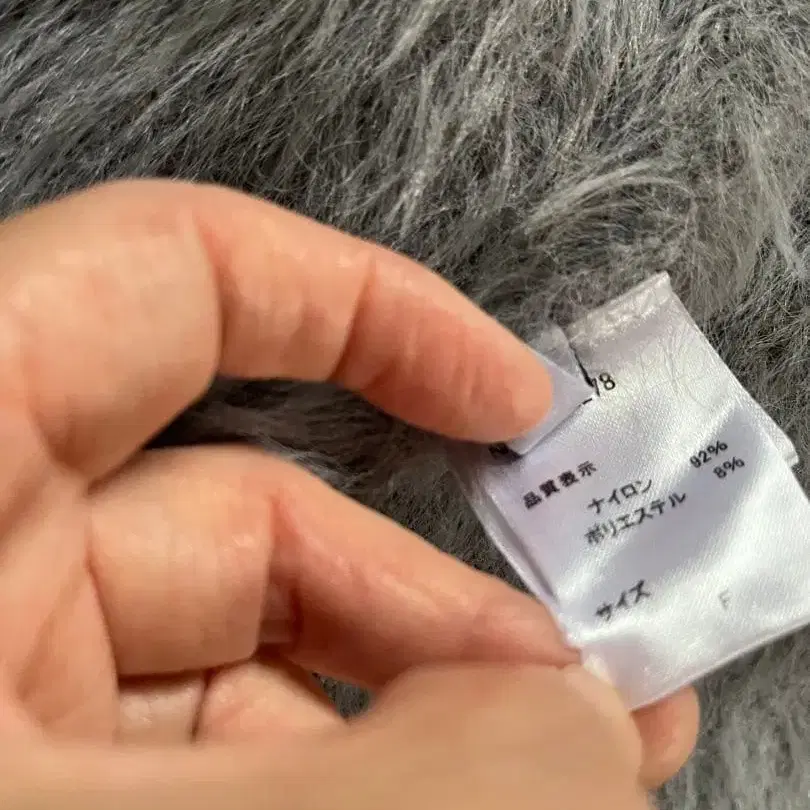 78
品質表示
ナイロン 92%
ポリエステル 8%
サイズ F